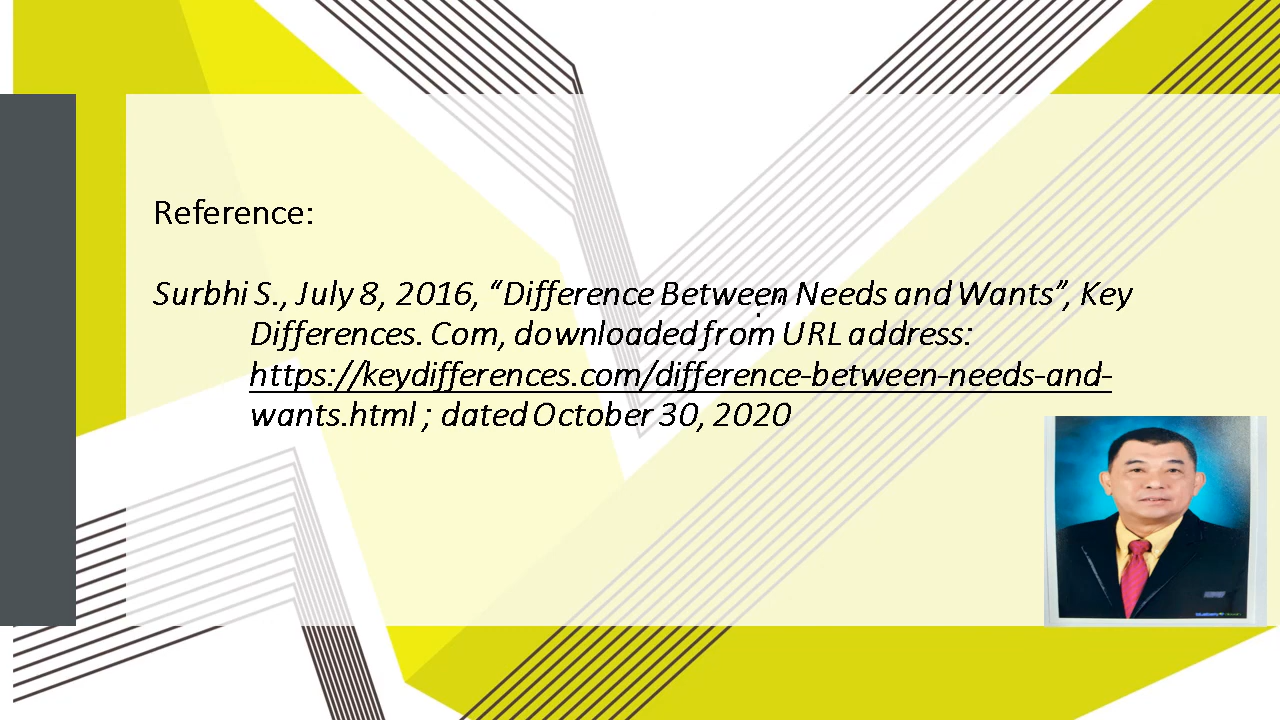 Reference:
Surbhi S., July 8, 2016, “Difference Between Needs and Wants”, Key
Differences. Com, downloaded from URL address:
https://keydifferences.com/difference-between-needs-and-
wants.html ; dated October 30, 2020